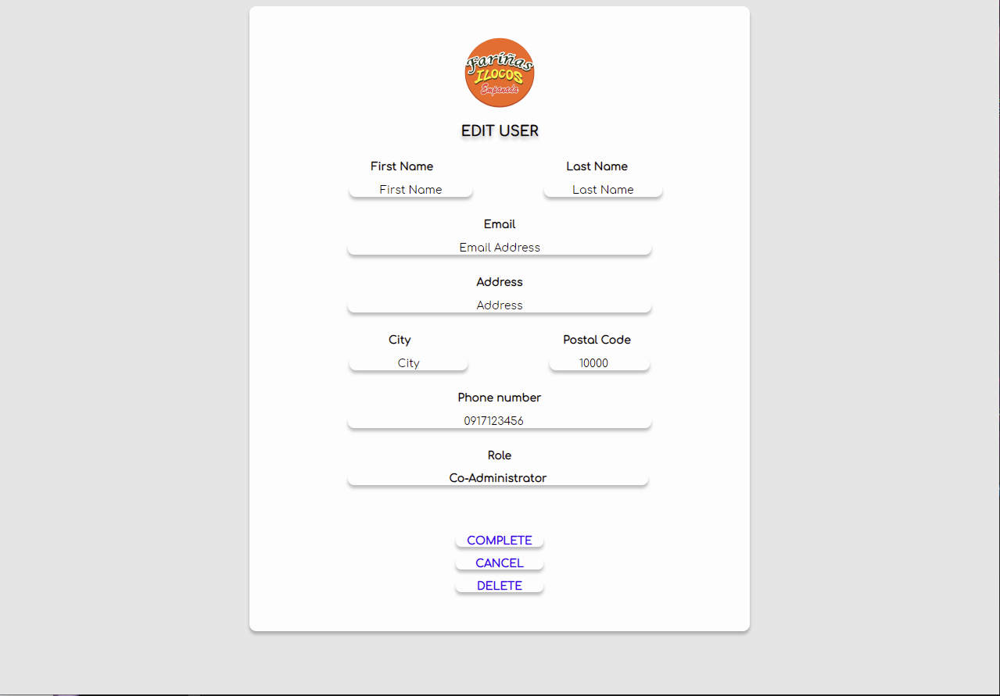 Fariñas
ILOCOS
Empanada
EDIT USER
First Name Last Name
First Name Last Name
Email
Email Address
Address
Address
City Postal Code
City 10000
Phone number
0917123456
Role
Co-Administrator
COMPLETE
CANCEL
DELETE